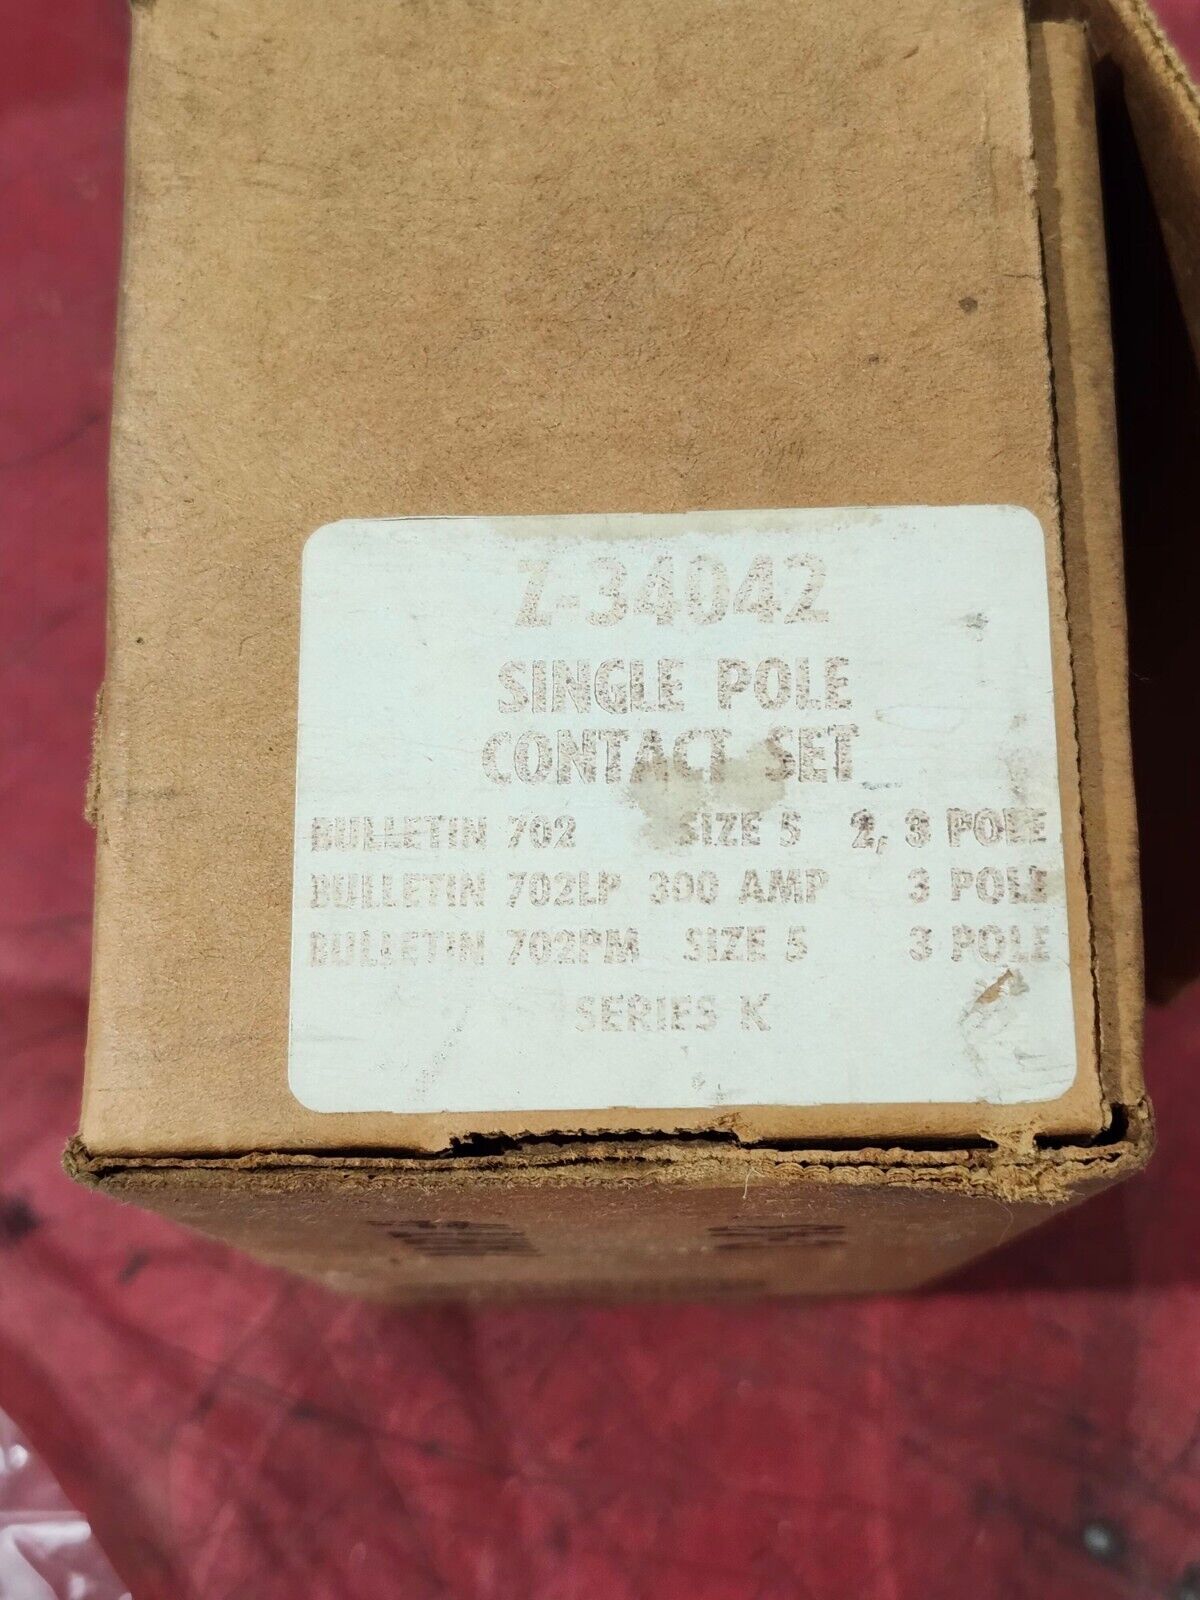 Z-34042
SINGLE POLE
CONTACT SET
BULLETIN 702 SIZE 5 2, 3 POLE
BULLETIN 702LP 300 AMP 3 POLE
BULLETIN 702PM SIZE 5 3 POLE
SERIES K